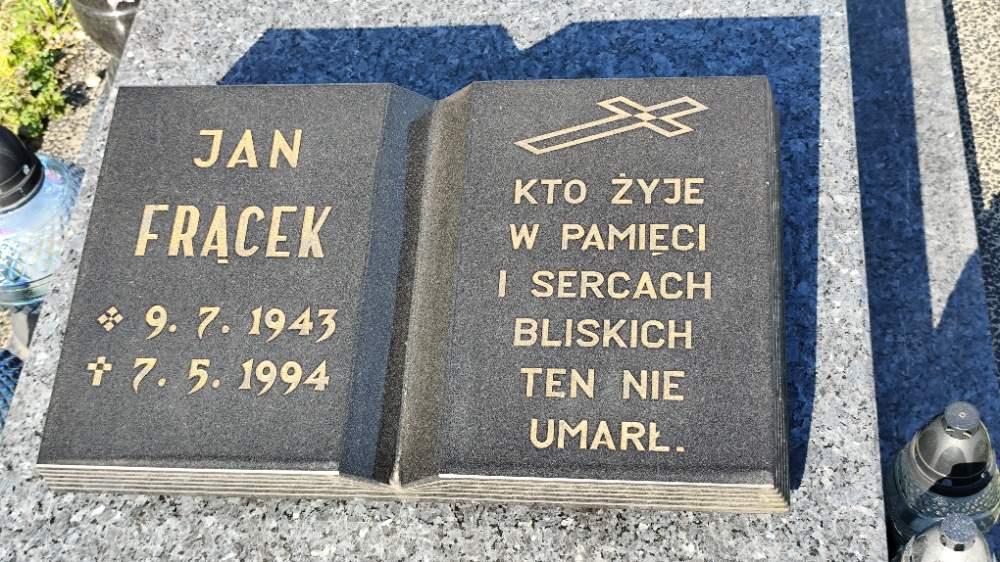 JAN
FRĄCEK
9. 7. 1943
✝ 7. 5. 1994
KTO ŻYJE
W PAMIĘCI
I SERCACH
BLISKICH
TEN NIE
UMARŁ.